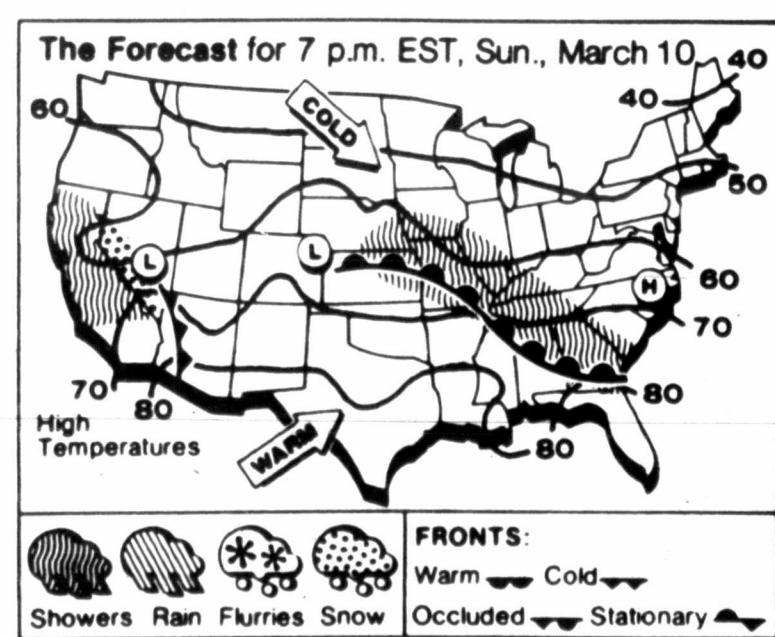 The Forecast for 7 p.m. EST, Sun., March 10
40
40
60
COLD
50
L
L
H
60
70
70
80
80
80
High
Temperatures
WARM
Showers Rain Flurries Snow
FRONTS:
Warm Cold
Occluded Stationary